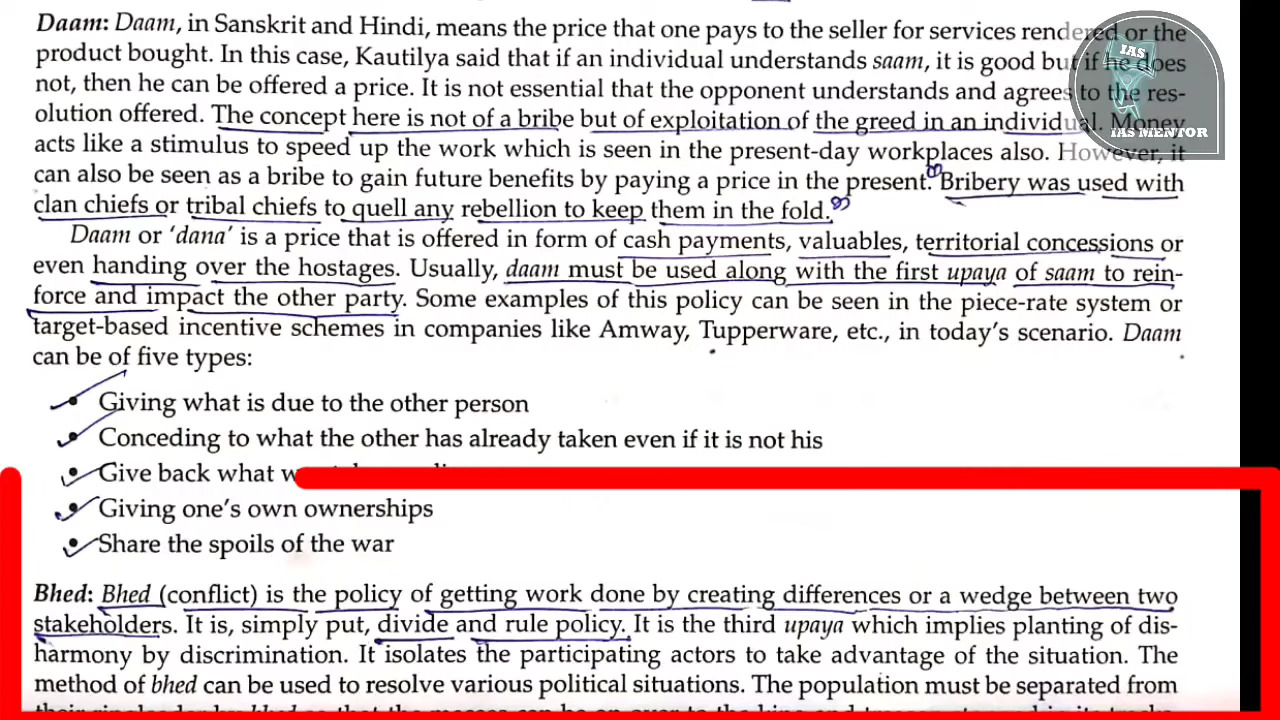 Daam: Daam, in Sanskrit and Hindi, means the price that one pays to the seller for services rendered or the
product bought. In this case, Kautilya said that if an individual understands saam, it is good but if he does
not, then he can be offered a price. It is not essential that the opponent understands and agrees to the res-
olution offered. The concept here is not of a bribe but of exploitation of the greed in an individual. Money
acts like a stimulus to speed up the work which is seen in the present-day workplaces also. However, it
can also be seen as a bribe to gain future benefits by paying a price in the present. Bribery was used with
clan chiefs or tribal chiefs to quell any rebellion to keep them in the fold.
Daam or ‘dana’ is a price that is offered in form of cash payments, valuables, territorial concessions or
even handing over the hostages. Usually, daam must be used along with the first upaya of saam to rein-
force and impact the other party. Some examples of this policy can be seen in the piece-rate system or
target-based incentive schemes in companies like Amway, Tupperware, etc., in today’s scenario. Daam
can be of five types:
• Giving what is due to the other person
• Conceding to what the other has already taken even if it is not his
• Give back what
• Giving one’s own ownerships
• Share the spoils of the war
Bhed: Bhed (conflict) is the policy of getting work done by creating differences or a wedge between two
stakeholders. It is, simply put, divide and rule policy. It is the third upaya which implies planting of dis-
harmony by discrimination. It isolates the participating actors to take advantage of the situation. The
method of bhed can be used to resolve various political situations. The population must be separated from
IAS
IAS MENTOR